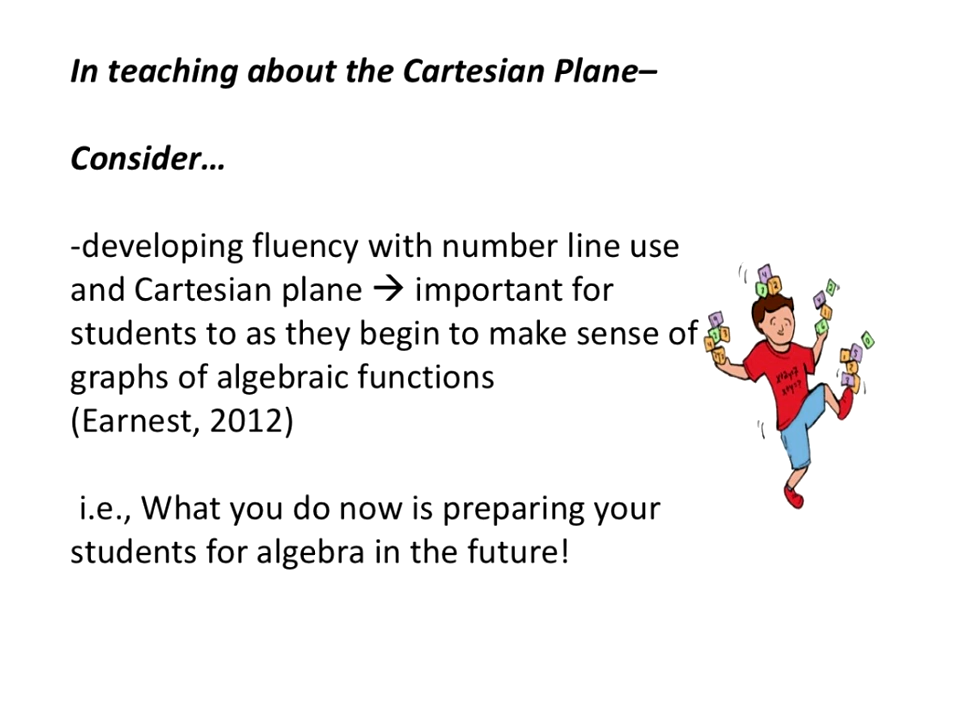 In teaching about the Cartesian Plane–
Consider…
-developing fluency with number line use
and Cartesian plane → important for
students to as they begin to make sense of
graphs of algebraic functions
(Earnest, 2012)
i.e., What you do now is preparing your
students for algebra in the future!